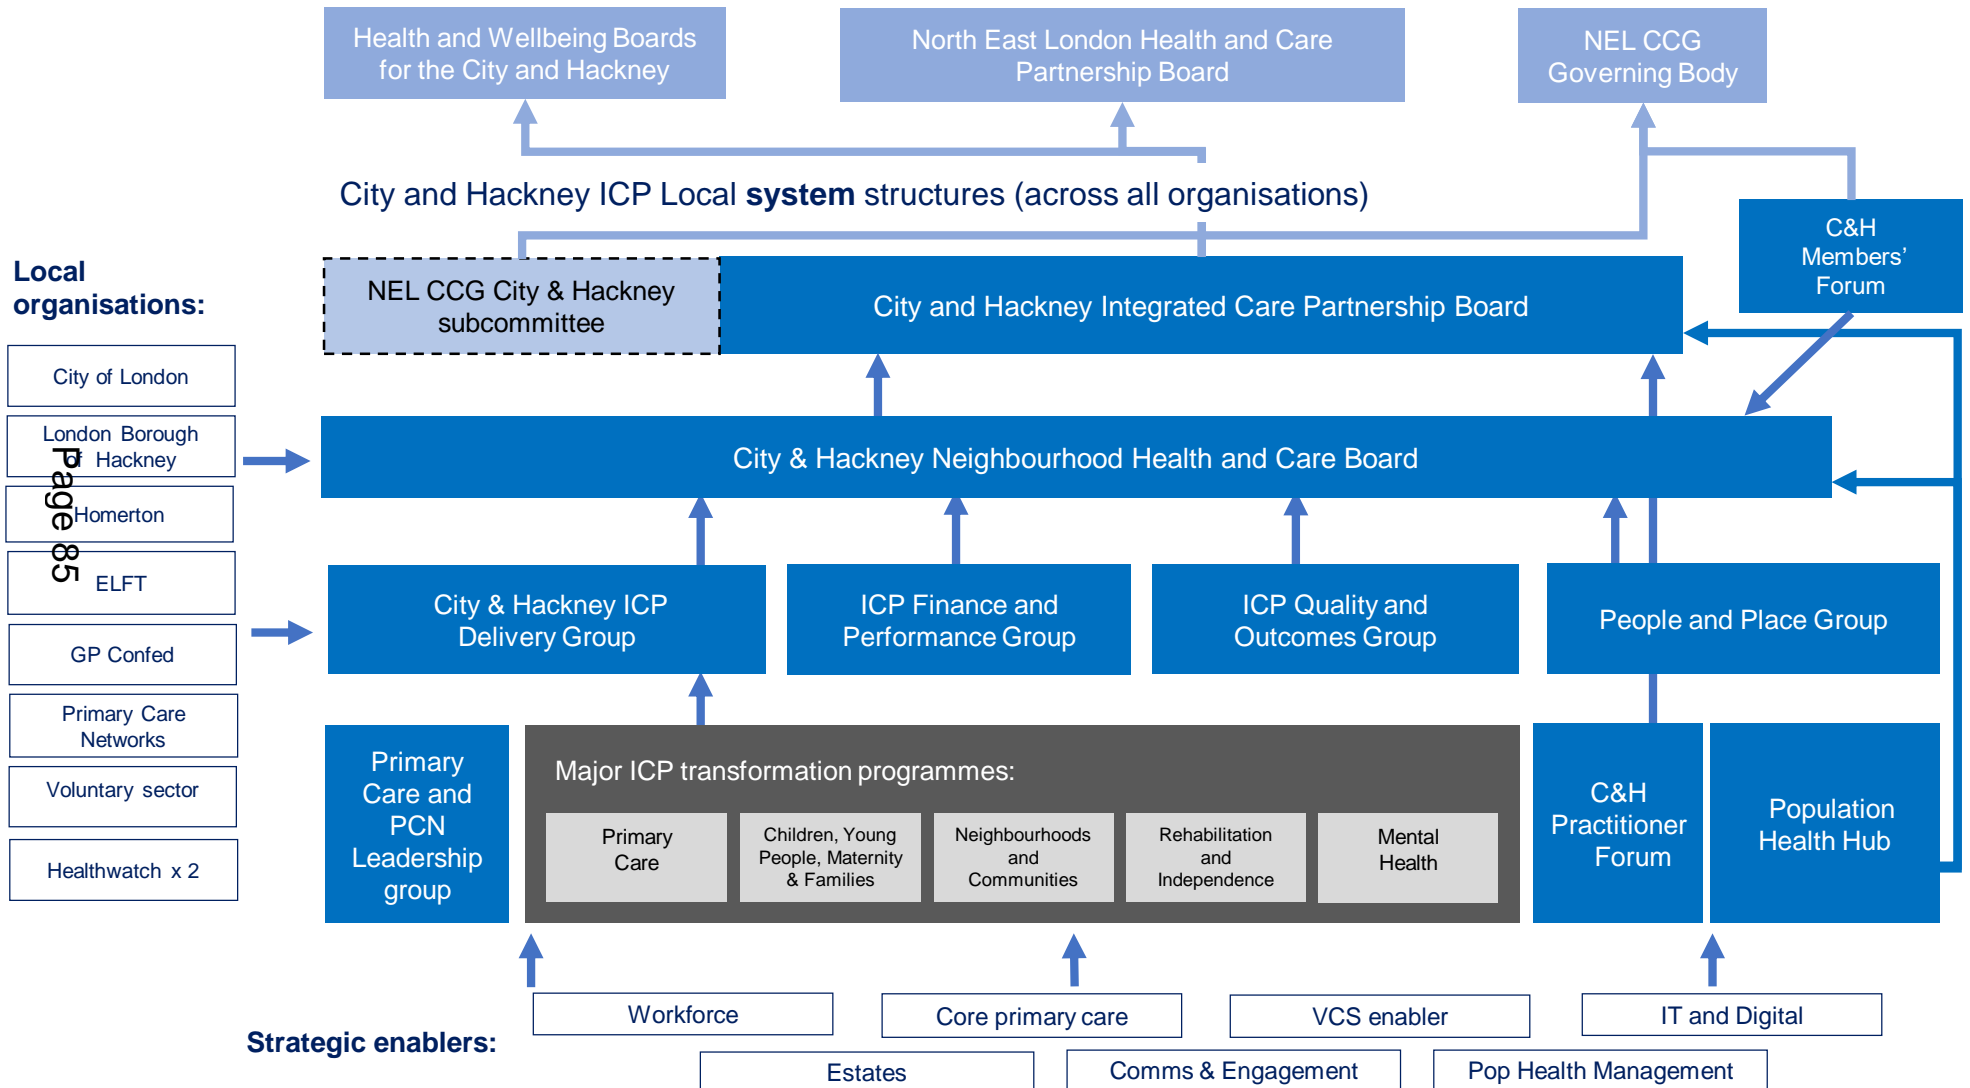 Health and Wellbeing Boards
for the City and Hackney
North East London Health and Care
Partnership Board
NEL CCG
Governing Body
City and Hackney ICP Local system structures (across all organisations)
C&H
Members’
Forum
NEL CCG City & Hackney
subcommittee
City and Hackney Integrated Care Partnership Board
Local
organisations:
City of London
London Borough
of Hackney
Homerton
ELFT
GP Confed
Primary Care
Networks
Voluntary sector
Healthwatch x 2
Page 85
City & Hackney Neighbourhood Health and Care Board
City & Hackney ICP
Delivery Group
ICP Finance and
Performance Group
ICP Quality and
Outcomes Group
People and Place Group
Primary
Care and
PCN
Leadership
group
Major ICP transformation programmes:
Primary
Care
Children, Young
People, Maternity
& Families
Neighbourhoods
and
Communities
Rehabilitation
and
Independence
Mental
Health
C&H
Practitioner
Forum
Population
Health Hub
Strategic enablers:
Workforce
Core primary care
VCS enabler
IT and Digital
Estates
Comms & Engagement
Pop Health Management